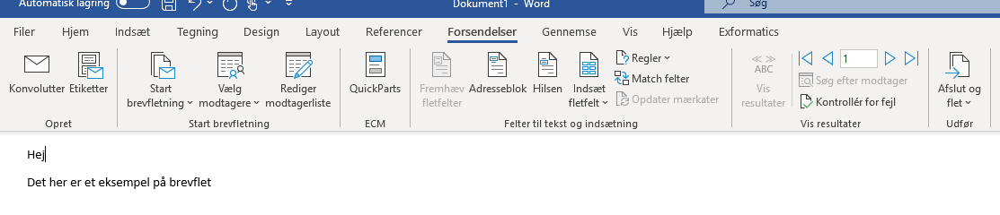 Automatisk lagring
Dokument1 - Word
Søg
Filer Hjem Indsæt Tegning Design Layout Referencer Forsendelser Gennemse Vis Hjælp Exformatics
Konvolutter Etiketter
Start brevfletning
Vælg modtagere
Rediger modtagerliste
QuickParts
Fremhæv fletfelter
Adresseblok
Hilsen
Indsæt fletfelt
Regler
Match felter
Opdater mærkater
ABC
Vis resultater
1
Søg efter modtager
Kontrollér for fejl
Afslut og flet
Opret
Start brevfletning
ECM
Felter til tekst og indsætning
Vis resultater
Udfør
Hej
Det her er et eksempel på brevflet